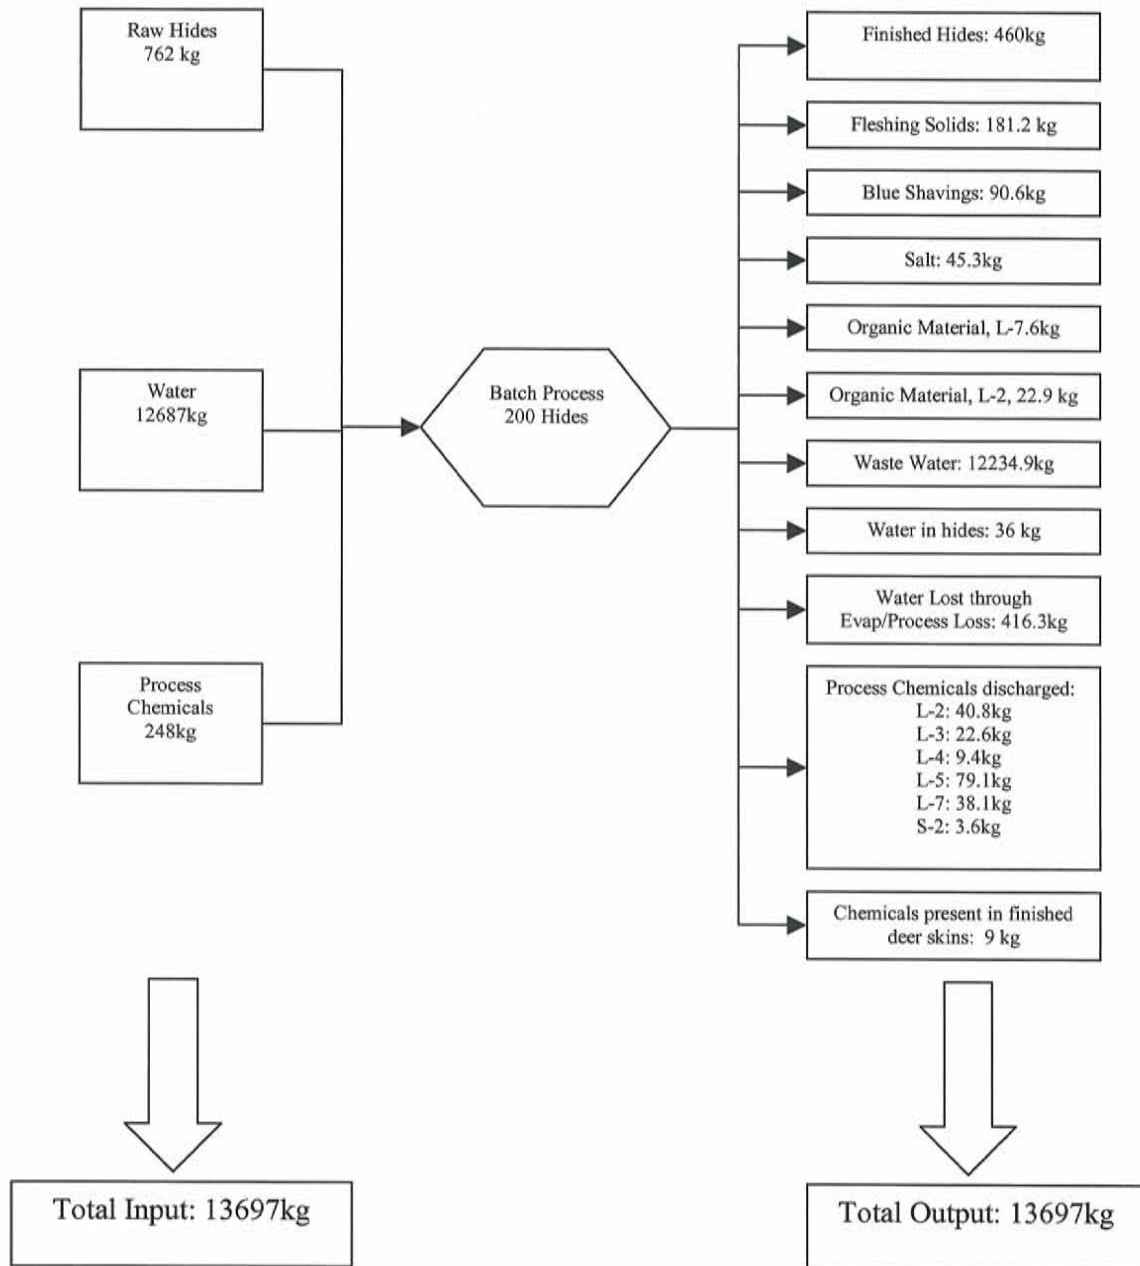 Raw Hides
762 kg
Water
12687kg
Process
Chemicals
248kg
Batch Process
200 Hides
Finished Hides: 460kg
Fleshing Solids: 181.2 kg
Blue Shavings: 90.6kg
Salt: 45.3kg
Organic Material, L-7.6kg
Organic Material, L-2, 22.9 kg
Waste Water: 12234.9kg
Water in hides: 36 kg
Water Lost through
Evap/Process Loss: 416.3kg
Process Chemicals discharged:
L-2: 40.8kg
L-3: 22.6kg
L-4: 9.4kg
L-5: 79.1kg
L-7: 38.1kg
S-2: 3.6kg
Chemicals present in finished
deer skins: 9 kg
Total Input: 13697kg
Total Output: 13697kg